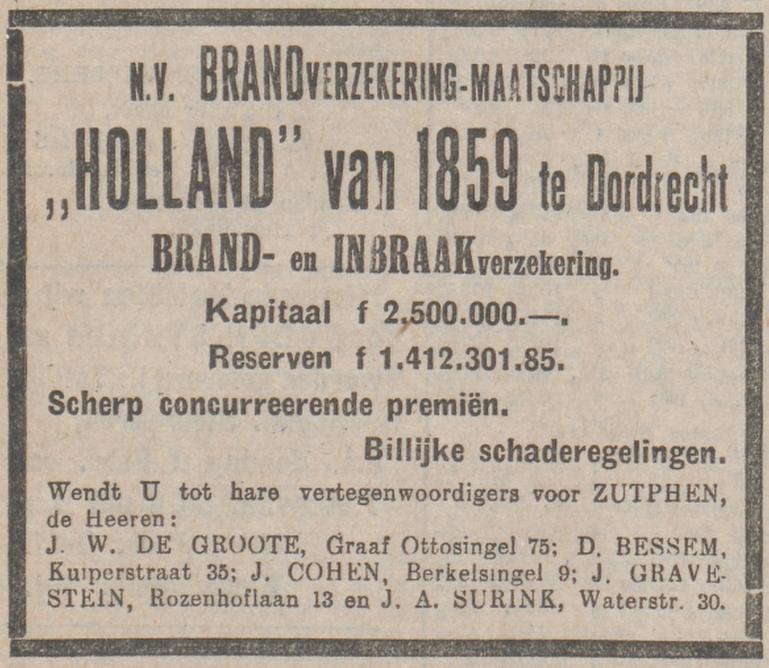 N.V. BRANDVERZEKERING-MAATSCHAPPIJ
„HOLLAND” van 1859 te Dordrecht
BRAND- en INBRAAKverzekering.
Kapitaal f 2.500.000.—.
Reserven f 1.412.301.85.
Scherp concurreerende premiën.
Billijke schaderegelingen.
Wendt U tot hare vertegenwoordigers voor ZUTPHEN,
de Heeren:
J. W. DE GROOTE, Graaf Ottosingel 75; D. BESSEM,
Kuiperstraat 35; J. COHEN, Berkelsingel 9; J. GRAVE-
STEIN, Rozenhoflaan 13 en J. A. SURINK, Waterstr. 30.